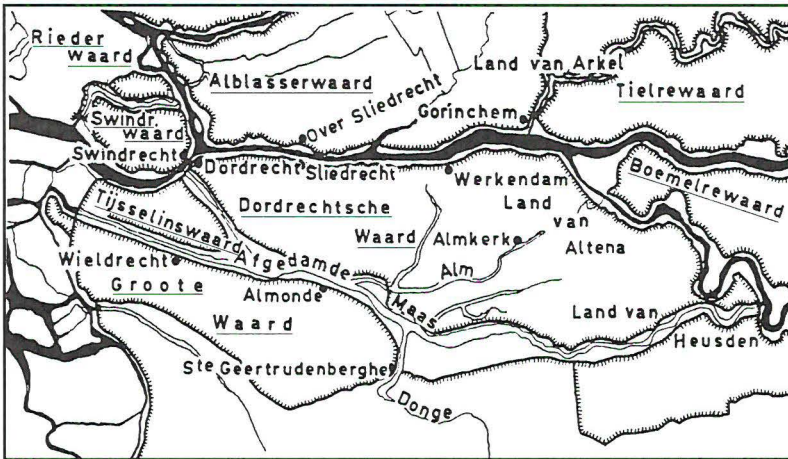 Rieder
Waard
Alblasserwaard
Over Sliedrecht
Land van Arkel
Gorinchem
Tielrewaard
Swindr.
waard
Swindrecht
Dordrecht
Sliedrecht
Werkendam
Boemelrewaard
Tijsselinswaard
Dordrechtsche
Waard
Land
van
Altena
Almkerk
Alm
Wieldrecht
Afgedamde
Maas
Groote
Waard
Almonde
Land van
Heusden
Ste Geertrudenberghe
Donge